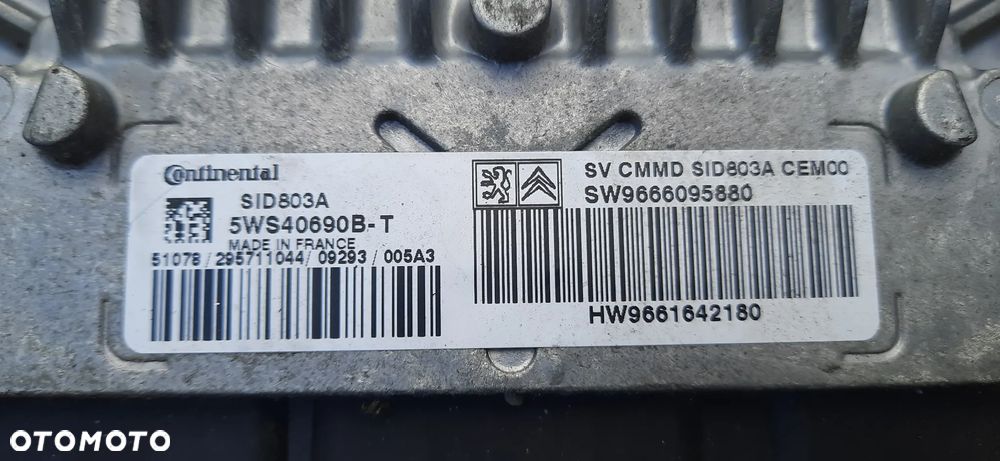 Continental
SID803A
5WS40690B-T
MADE IN FRANCE
51078 / 295711044 / 09293 / 005A3
SV CMMD SID803A CEM00
SW9666095880
HW9661642180
OTOMOTO